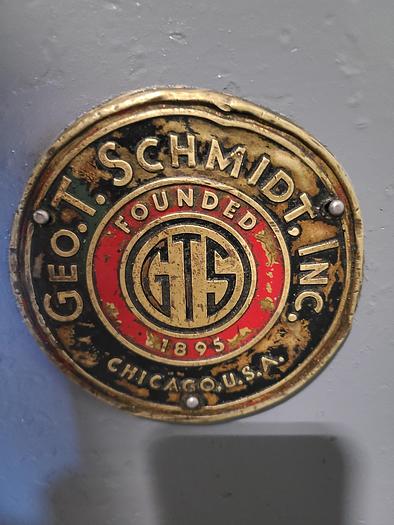 GEO. T. SCHMIDT, INC.
FOUNDED
GTS
1895
CHICAGO, U.S.A.